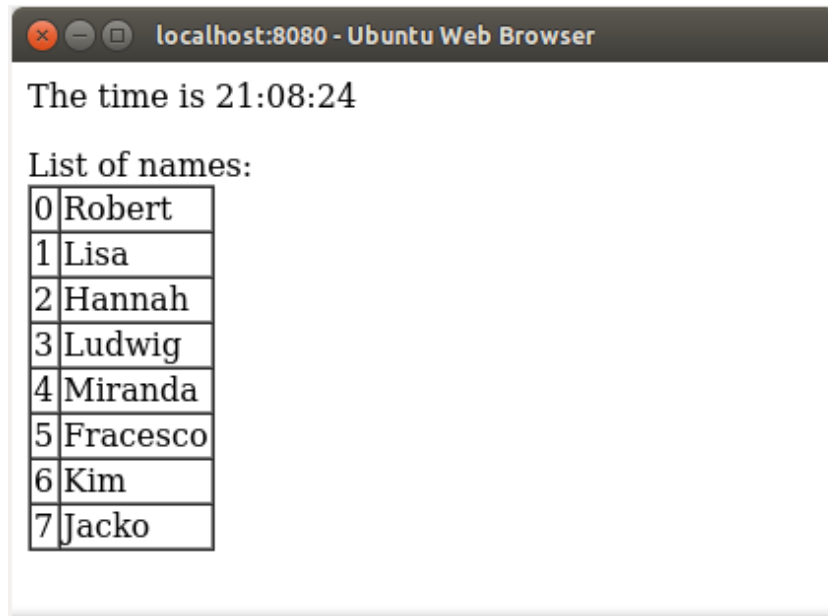 localhost:8080 - Ubuntu Web Browser
The time is 21:08:24
List of names:
0 Robert
1 Lisa
2 Hannah
3 Ludwig
4 Miranda
5 Fracesco
6 Kim
7 Jacko